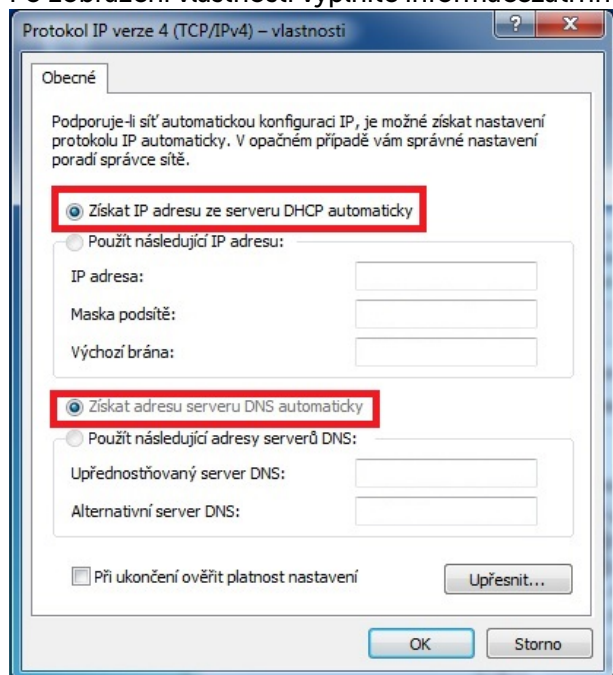 Protokol IP verze 4 (TCP/IPv4) – vlastnosti
Obecné
Podporuje-li síť automatickou konfiguraci IP, je možné získat nastavení
protokolu IP automaticky. V opačném případě vám správné nastavení
poradí správce sítě.
Získat IP adresu ze serveru DHCP automaticky
Použít následující IP adresu:
IP adresa:
Maska podsítě:
Výchozí brána:
Získat adresu serveru DNS automaticky
Použít následující adresy serverů DNS:
Upřednostňovaný server DNS:
Alternativní server DNS:
Při ukončení ověřit platnost nastavení
Upřesnit...
OK
Storno